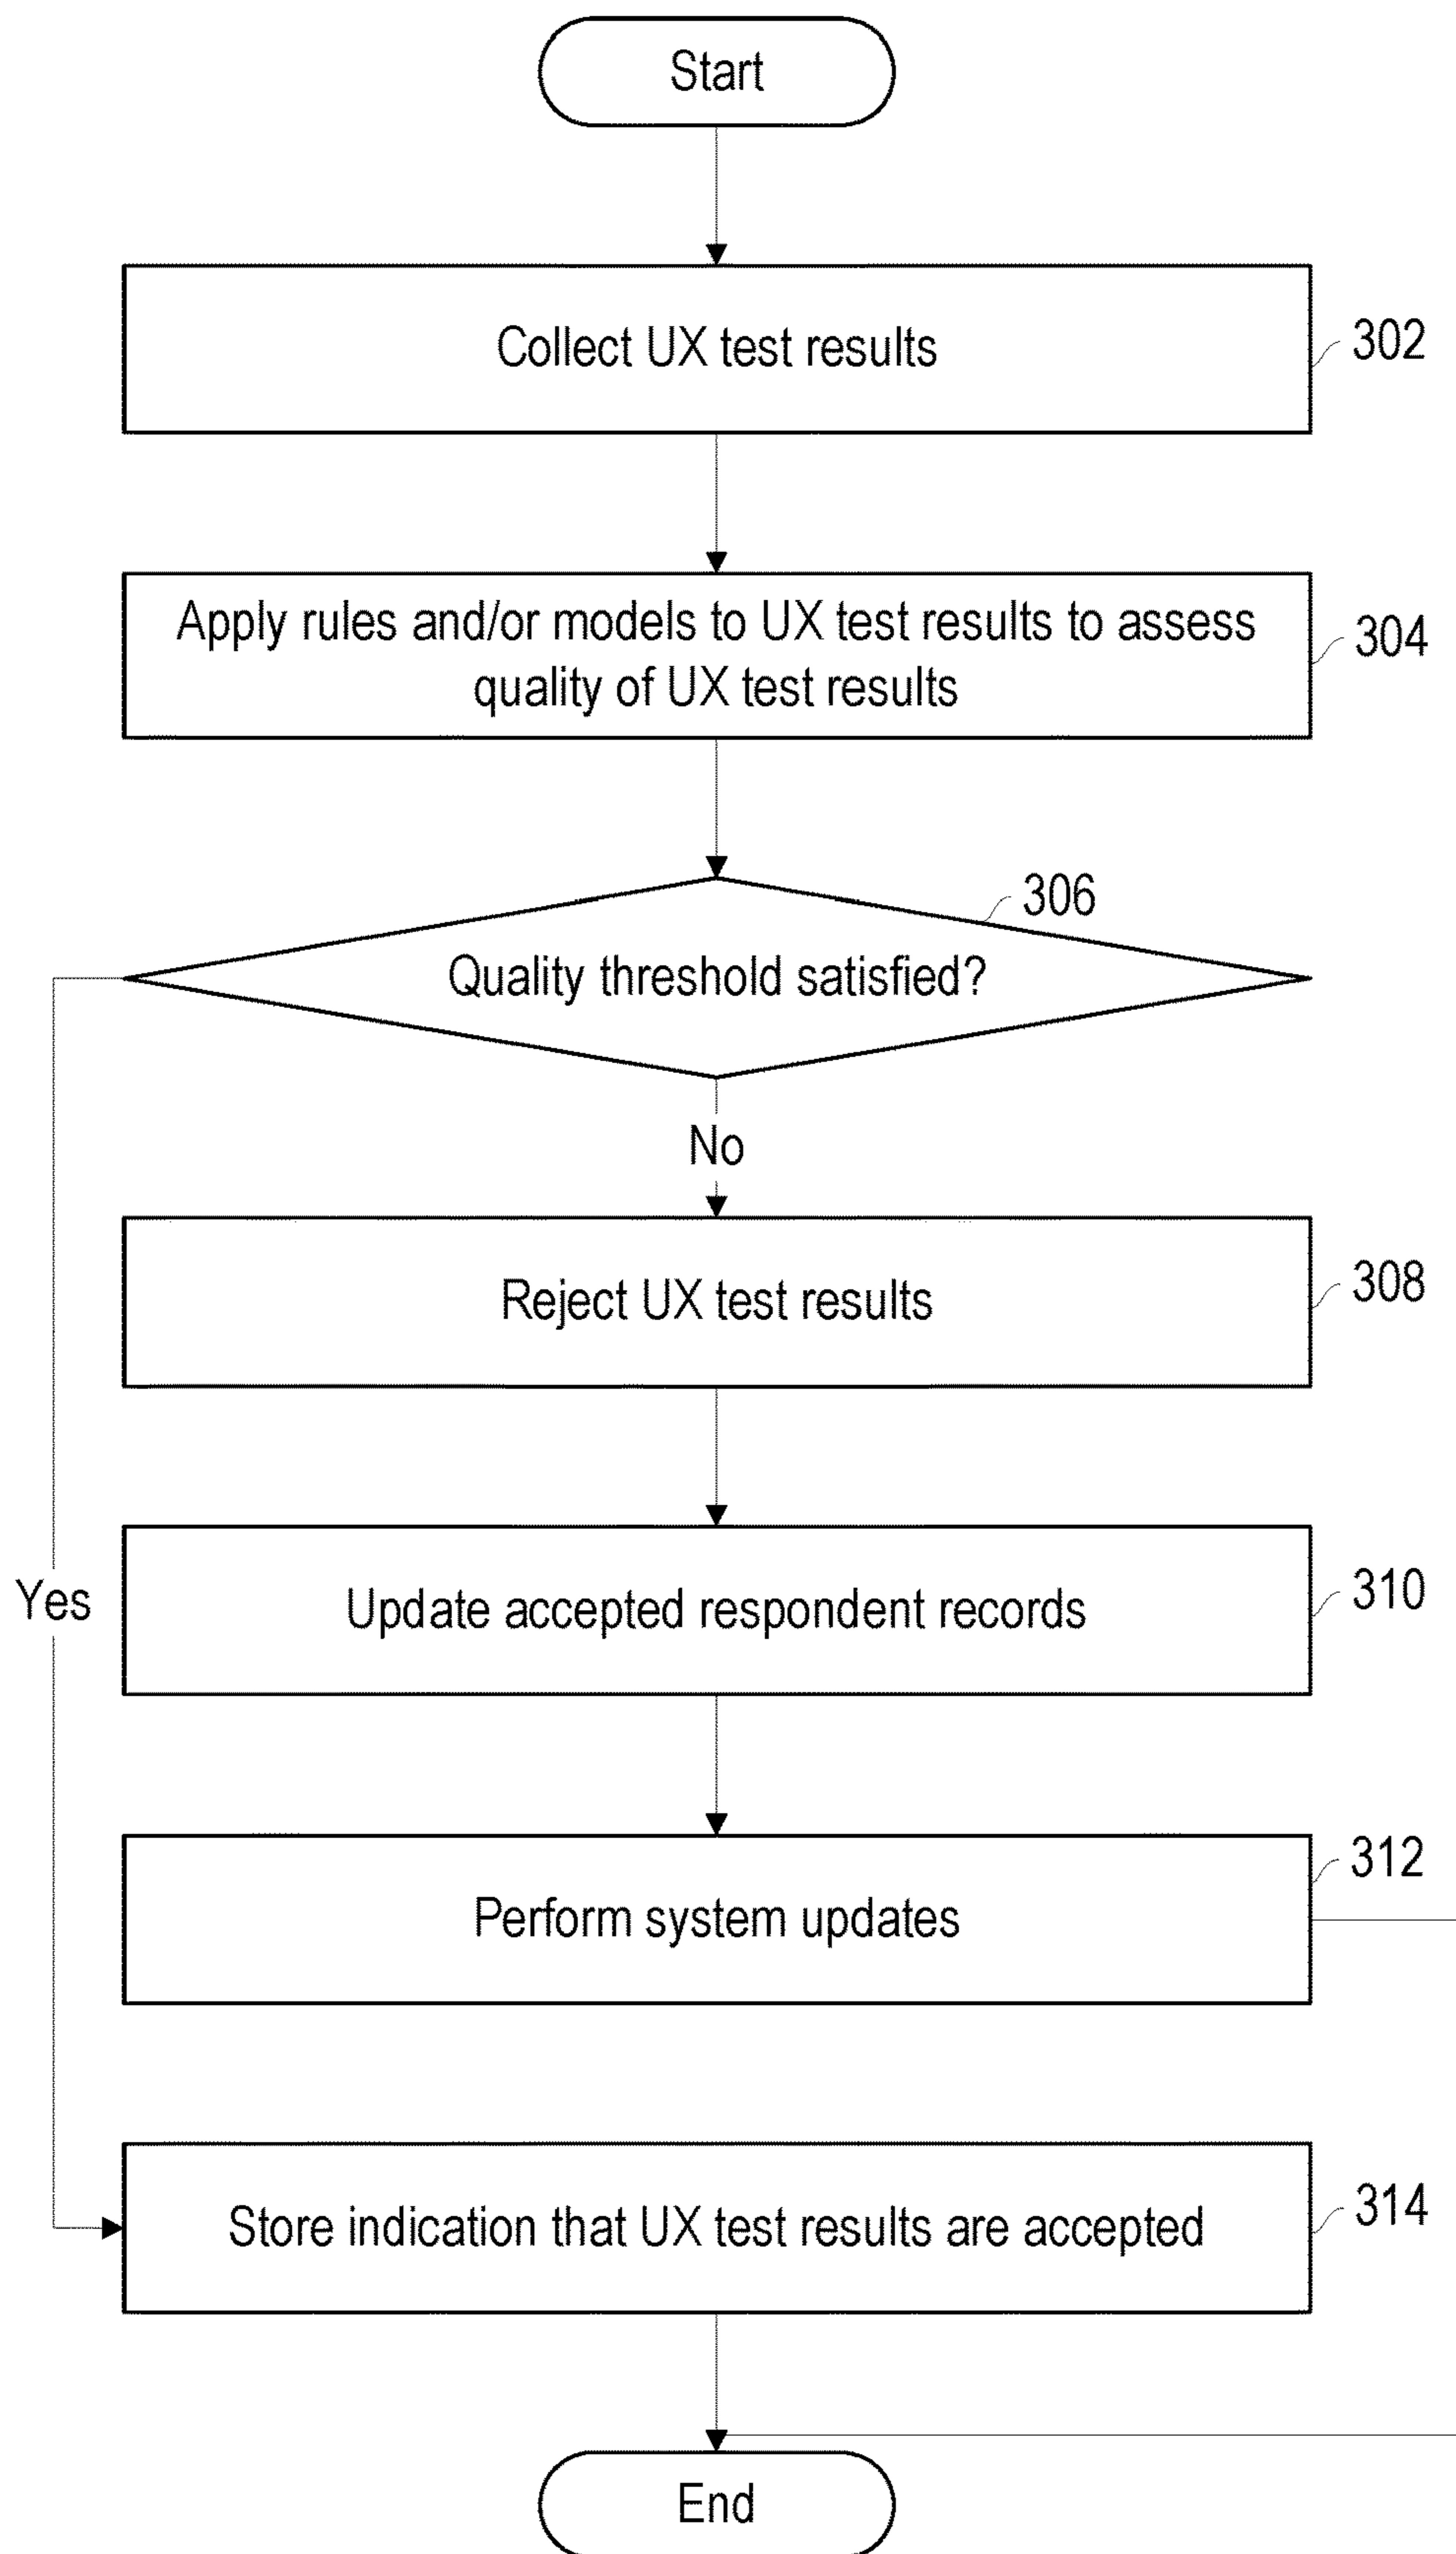 Start
Collect UX test results
302
Apply rules and/or models to UX test results to assess
quality of UX test results
304
306
Quality threshold satisfied?
No
Reject UX test results
308
Yes
Update accepted respondent records
310
Perform system updates
312
Store indication that UX test results are accepted
314
End